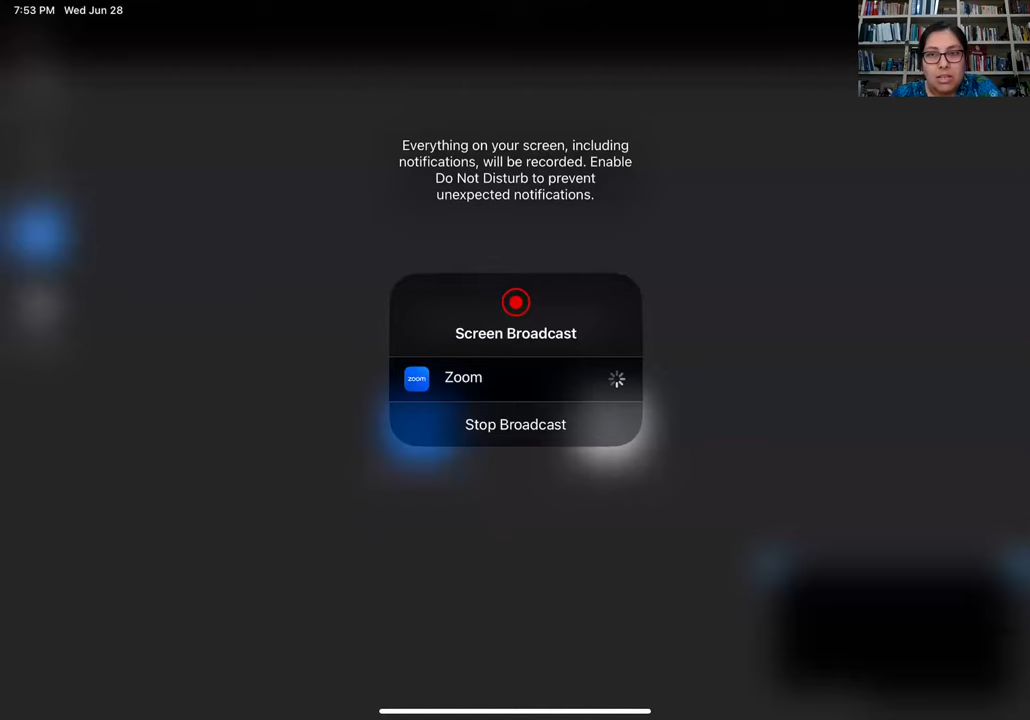 7:53 PM Wed Jun 28
Everything on your screen, including
notifications, will be recorded. Enable
Do Not Disturb to prevent
unexpected notifications.
Screen Broadcast
zoom Zoom
Stop Broadcast